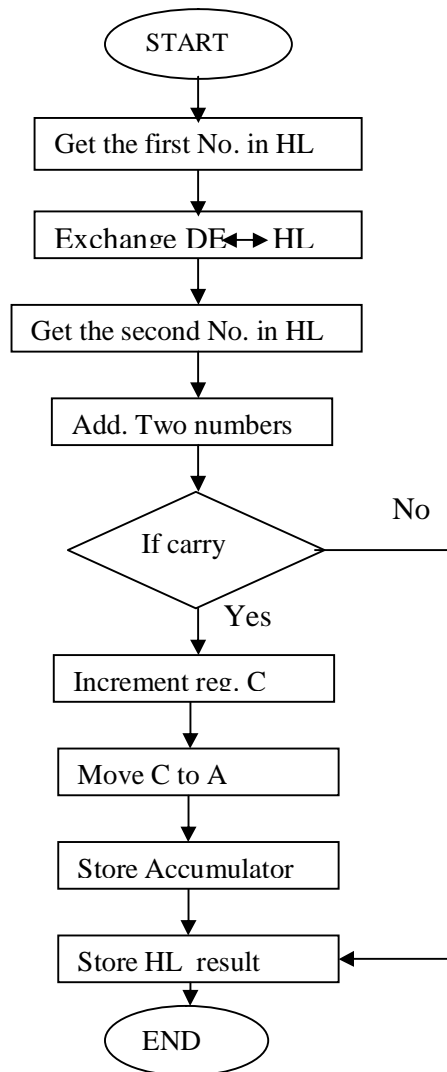 START
Get the first No. in HL
Exchange DE HL
Get the second No. in HL
Add. Two numbers
If carry
No
Yes
Increment reg. C
Move C to A
Store Accumulator
Store HL result
END